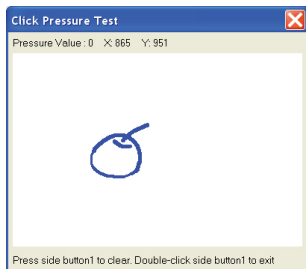 Click Pressure Test
Pressure Value : 0 X: 865 Y: 951
Press side button1 to clear. Double-click side button1 to exit